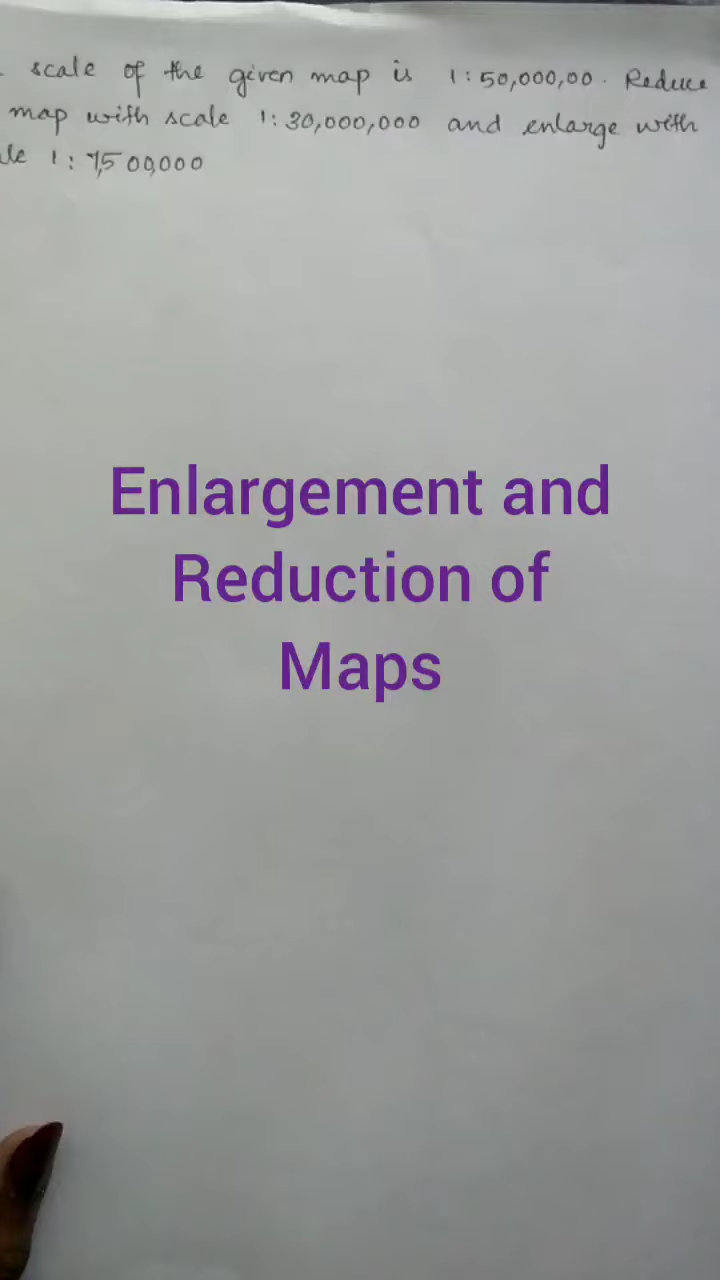 scale of the given map is 1:50,000,00. Reduce
map with scale 1:30,000,000 and enlarge with
1:7,500,000
Enlargement and
Reduction of
Maps